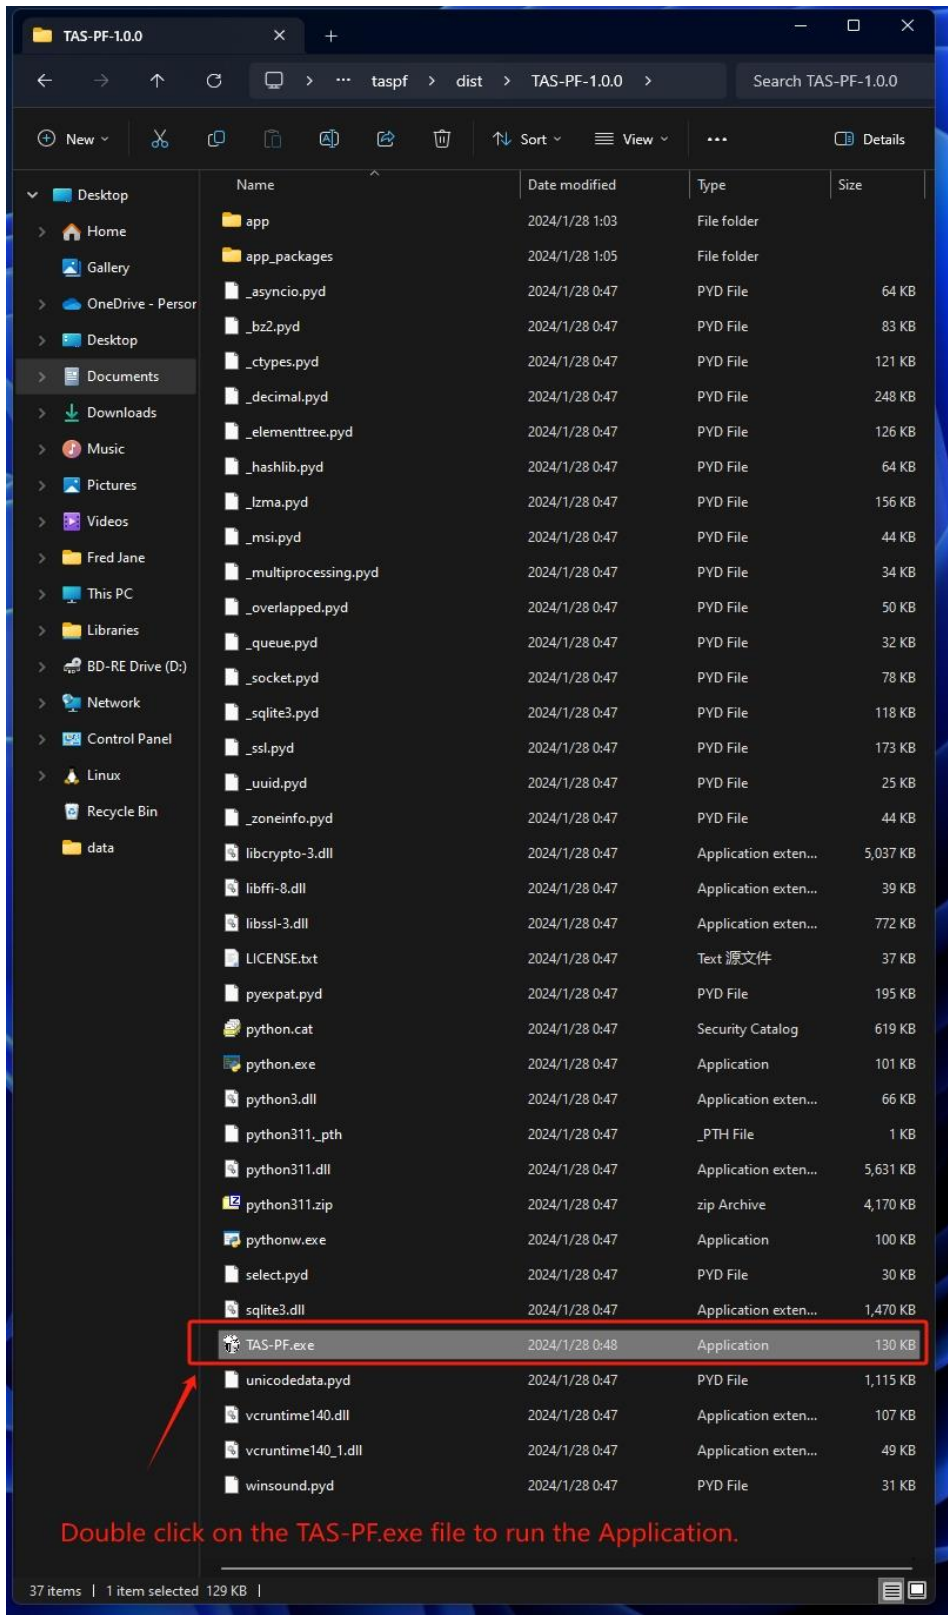 TAS-PF-1.0.0
taspf > dist > TAS-PF-1.0.0 > Search TAS-PF-1.0.0
New Sort View ... Details
Name Date modified Type Size
Desktop
Home
Gallery
OneDrive - Persor
Desktop
Documents
Downloads
Music
Pictures
Videos
Fred Jane
This PC
Libraries
BD-RE Drive (D:)
Network
Control Panel
Linux
Recycle Bin
data
app 2024/1/28 1:03 File folder
app_packages 2024/1/28 1:05 File folder
_asyncio.pyd 2024/1/28 0:47 PYD File 64 KB
_bz2.pyd 2024/1/28 0:47 PYD File 83 KB
_ctypes.pyd 2024/1/28 0:47 PYD File 121 KB
_decimal.pyd 2024/1/28 0:47 PYD File 248 KB
_elementtree.pyd 2024/1/28 0:47 PYD File 126 KB
_hashlib.pyd 2024/1/28 0:47 PYD File 64 KB
_lzma.pyd 2024/1/28 0:47 PYD File 156 KB
_msi.pyd 2024/1/28 0:47 PYD File 44 KB
_multiprocessing.pyd 2024/1/28 0:47 PYD File 34 KB
_overlapped.pyd 2024/1/28 0:47 PYD File 50 KB
_queue.pyd 2024/1/28 0:47 PYD File 32 KB
_socket.pyd 2024/1/28 0:47 PYD File 78 KB
_sqlite3.pyd 2024/1/28 0:47 PYD File 118 KB
_ssl.pyd 2024/1/28 0:47 PYD File 173 KB
_uuid.pyd 2024/1/28 0:47 PYD File 25 KB
_zoneinfo.pyd 2024/1/28 0:47 PYD File 44 KB
libcrypto-3.dll 2024/1/28 0:47 Application exten... 5,037 KB
libffi-8.dll 2024/1/28 0:47 Application exten... 39 KB
libssl-3.dll 2024/1/28 0:47 Application exten... 772 KB
LICENSE.txt 2024/1/28 0:47 Text 源文件 37 KB
pyexpat.pyd 2024/1/28 0:47 PYD File 195 KB
python.cat 2024/1/28 0:47 Security Catalog 619 KB
python.exe 2024/1/28 0:47 Application 101 KB
python3.dll 2024/1/28 0:47 Application exten... 66 KB
python311._pth 2024/1/28 0:47 _PTH File 1 KB
python311.dll 2024/1/28 0:47 Application exten... 5,631 KB
python311.zip 2024/1/28 0:47 zip Archive 4,170 KB
pythonw.exe 2024/1/28 0:47 Application 100 KB
select.pyd 2024/1/28 0:47 PYD File 30 KB
sqlite3.dll 2024/1/28 0:47 Application exten... 1,470 KB
TAS-PF.exe 2024/1/28 0:48 Application 130 KB
unicodedata.pyd 2024/1/28 0:47 PYD File 1,115 KB
vcruntime140.dll 2024/1/28 0:47 Application exten... 107 KB
vcruntime140_1.dll 2024/1/28 0:47 Application exten... 49 KB
winsound.pyd 2024/1/28 0:47 PYD File 31 KB
Double click on the TAS-PF.exe file to run the Application.
37 items | 1 item selected 129 KB |